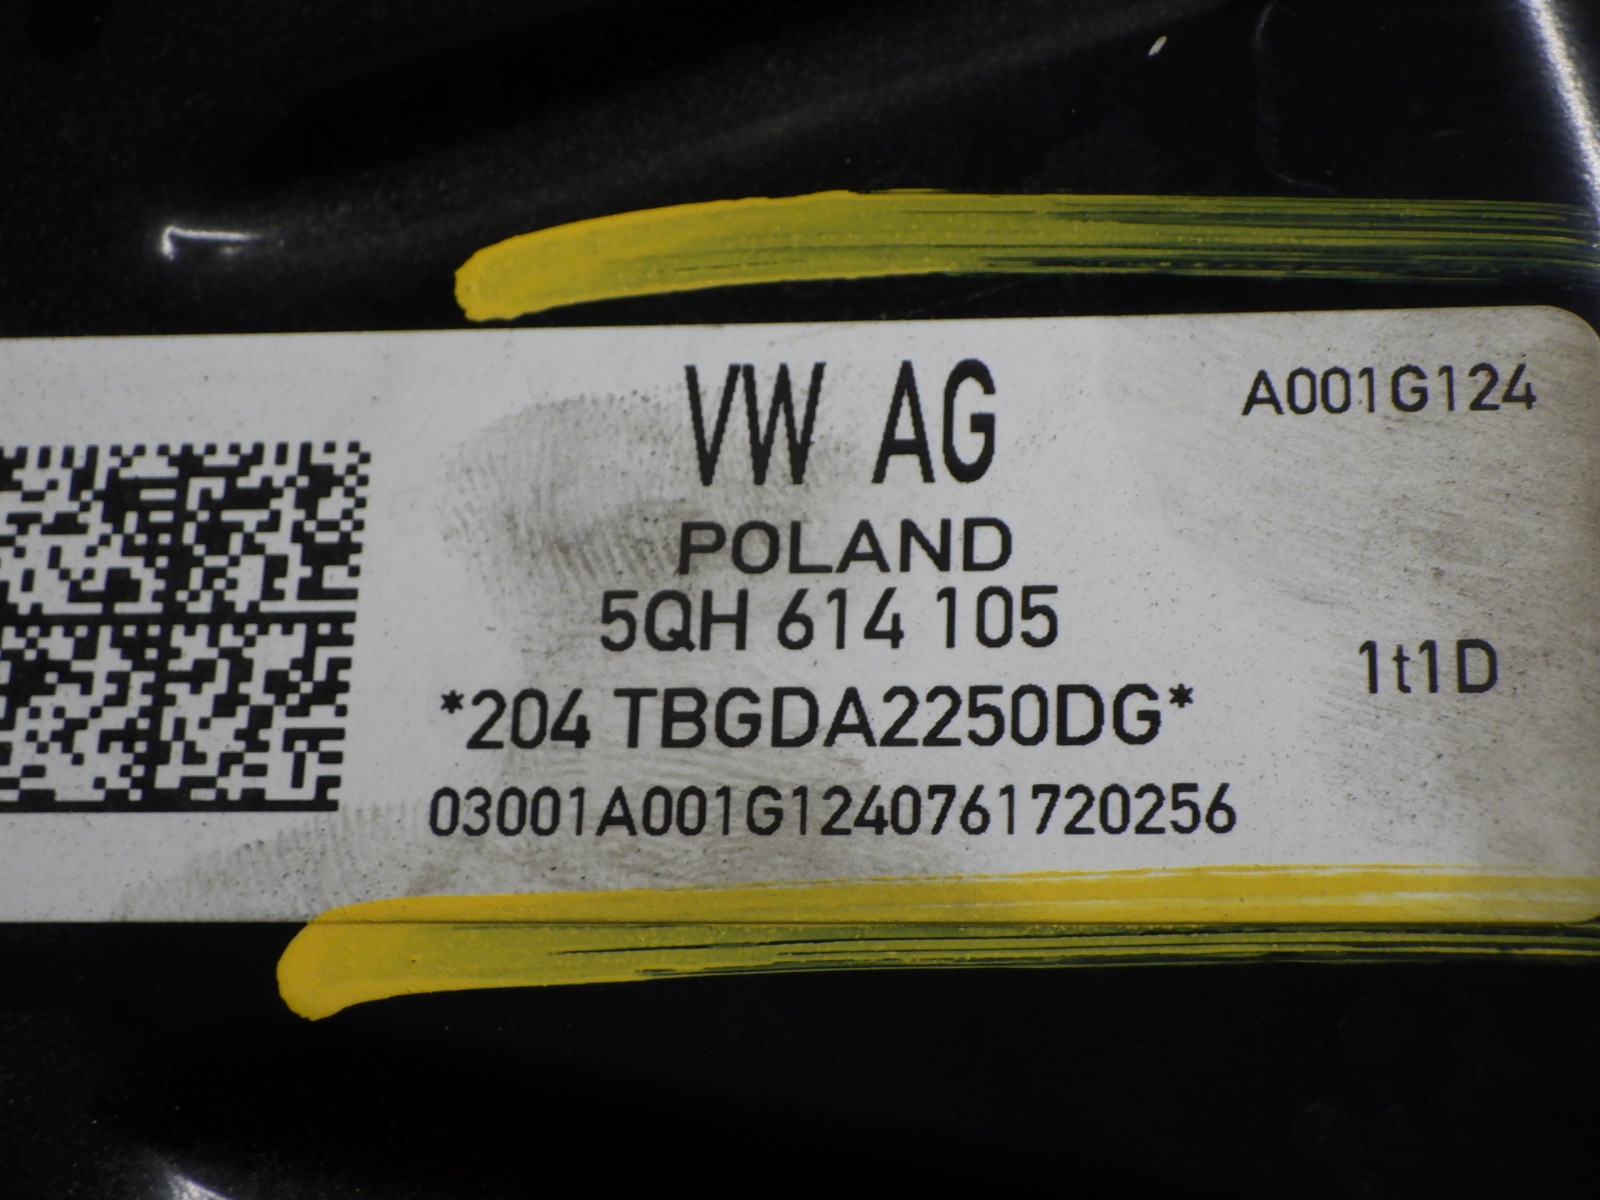 VW AG
A001G124
POLAND
5QH 614 105
1t1D
*204 TBGDA2250DG*
03001A001G1240761720256